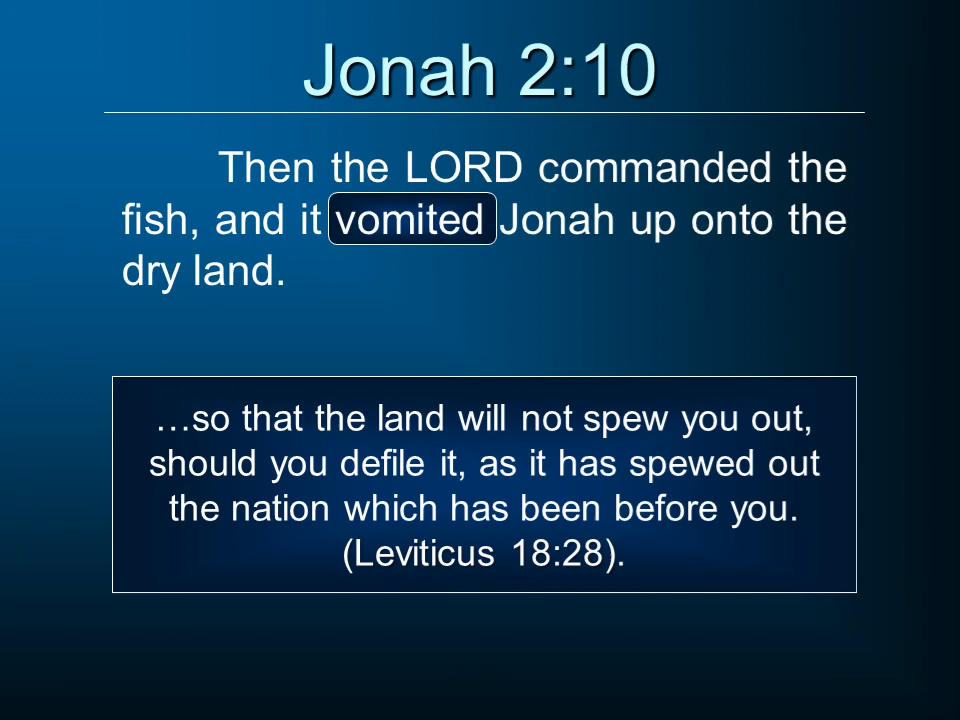 Jonah 2:10
Then the LORD commanded the
fish, and it vomited Jonah up onto the
dry land.
…so that the land will not spew you out,
should you defile it, as it has spewed out
the nation which has been before you.
(Leviticus 18:28).